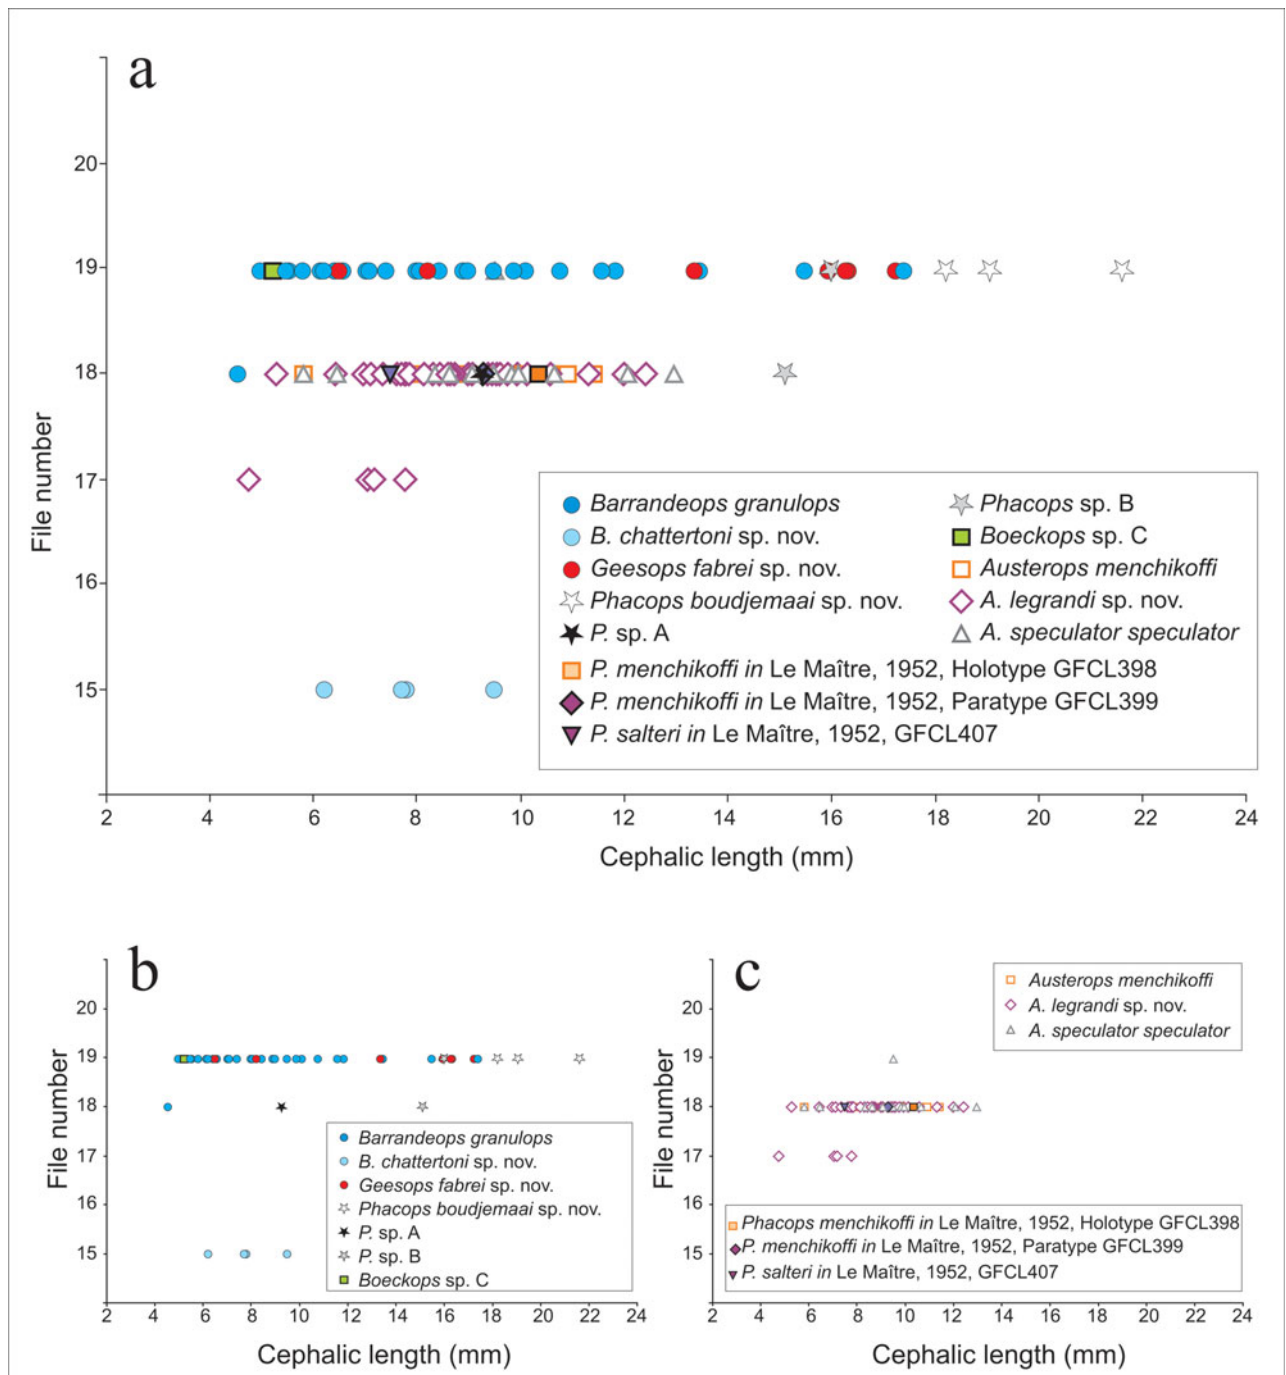 a
20
19
18
17
16
15
File number
Barrandeops granulops
B. chattertoni sp. nov.
Geesops fabrei sp. nov.
Phacops boudjemaai sp. nov.
P. sp. A
Phacops sp. B
Boeckops sp. C
Austerops menchikoffi
A. legrandi sp. nov.
A. speculator speculator
P. menchikoffi in Le Maître, 1952, Holotype GFCL398
P. menchikoffi in Le Maître, 1952, Paratype GFCL399
P. salteri in Le Maître, 1952, GFCL407
2 4 6 8 10 12 14 16 18 20 22 24
Cephalic length (mm)
b
20
19
18
17
16
15
File number
Barrandeops granulops
B. chattertoni sp. nov.
Geesops fabrei sp. nov.
Phacops boudjemaai sp. nov.
P. sp. A
P. sp. B
Boeckops sp. C
2 4 6 8 10 12 14 16 18 20 22 24
Cephalic length (mm)
c
20
19
18
17
16
15
File number
Austerops menchikoffi
A. legrandi sp. nov.
A. speculator speculator
Phacops menchikoffi in Le Maître, 1952, Holotype GFCL398
P. menchikoffi in Le Maître, 1952, Paratype GFCL399
P. salteri in Le Maître, 1952, GFCL407
2 4 6 8 10 12 14 16 18 20 22 24
Cephalic length (mm)